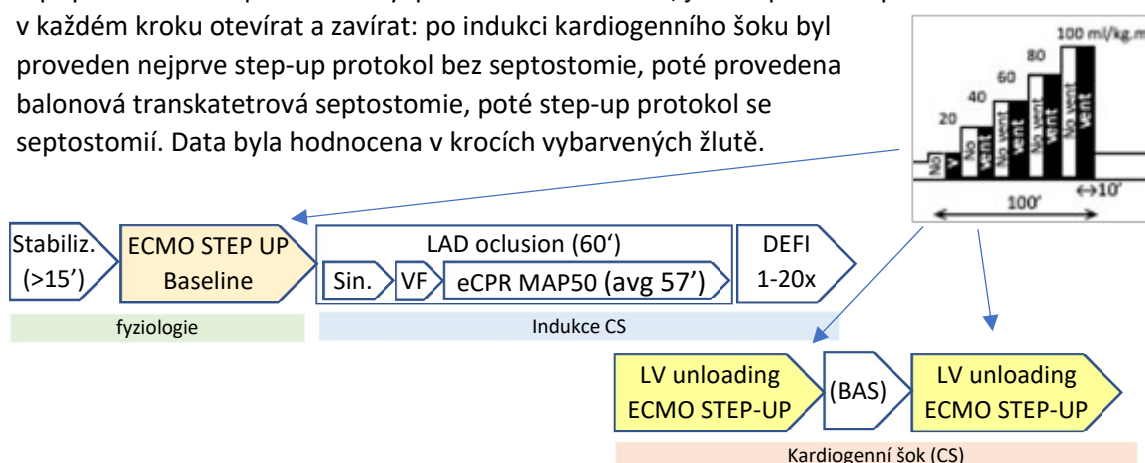 v každém kroku otevírat a zavírat: po indukci kardiogenního šoku byl
proveden nejprve step-up protokol bez septostomie, poté provedena
balonová transkatetrová septostomie, poté step-up protokol se
septostomií. Data byla hodnocena v krocích vybarvených žlutě.
100 ml/kg.m
80
60
40
20
No
v
No vent
vent
No vent
vent
No vent
vent
No vent
vent
↔10'
100'
Stabiliz.
(>15')
ECMO STEP UP
Baseline
LAD oclusion (60‘)
Sin.
VF
eCPR MAP50 (avg 57’)
DEFI
1-20x
fyziologie
Indukce CS
LV unloading
ECMO STEP-UP
(BAS)
LV unloading
ECMO STEP-UP
Kardiogenní šok (CS)